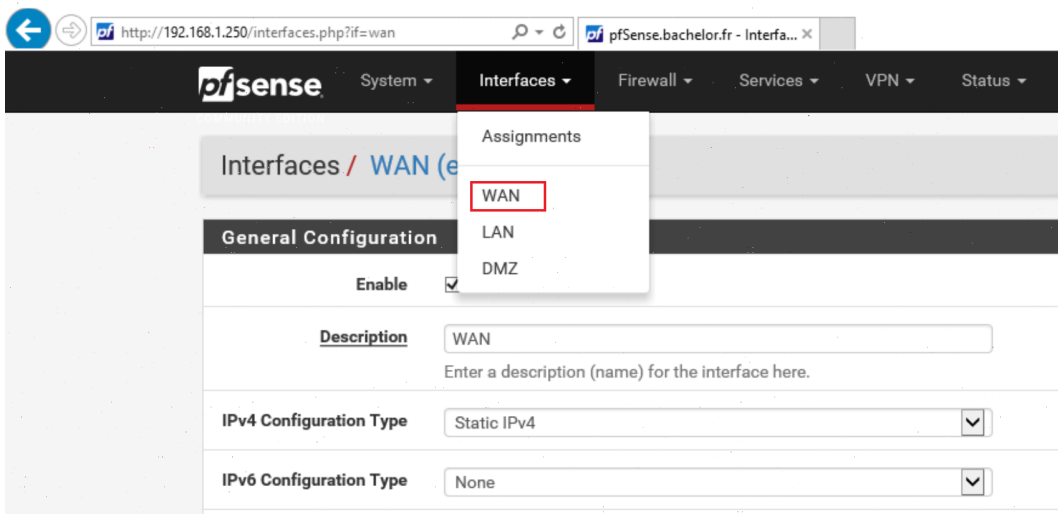 http://192.168.1.250/interfaces.php?if=wan
pfSense.bachelor.fr - Interfa...
pfsense System Interfaces Firewall Services VPN Status
Assignments
Interfaces / WAN (e
WAN
General Configuration
LAN
DMZ
Enable
Description WAN
Enter a description (name) for the interface here.
IPv4 Configuration Type Static IPv4
IPv6 Configuration Type None